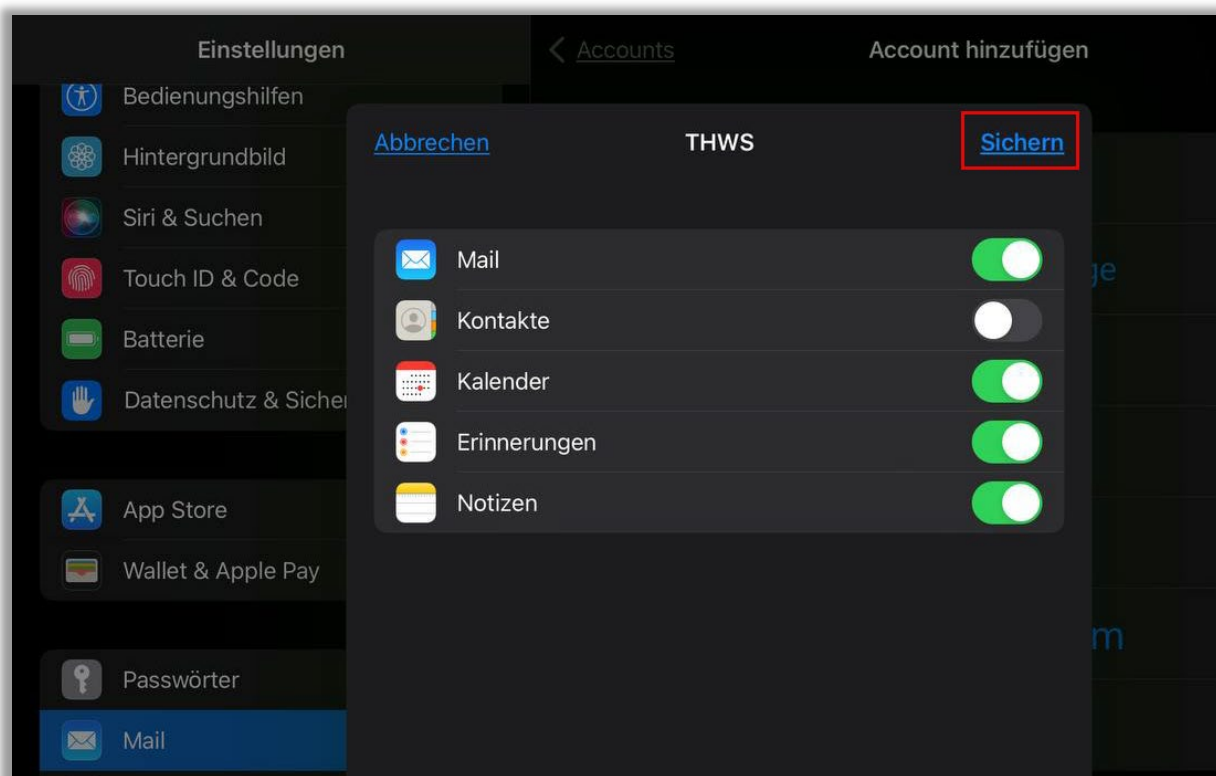 Einstellungen
Accounts
Account hinzufügen
Bedienungshilfen
Hintergrundbild
Siri & Suchen
Touch ID & Code
Batterie
Datenschutz & Sicher
App Store
Wallet & Apple Pay
Passwörter
Mail
Abbrechen
THWS
Sichern
Mail
Kontakte
Kalender
Erinnerungen
Notizen
ge
m